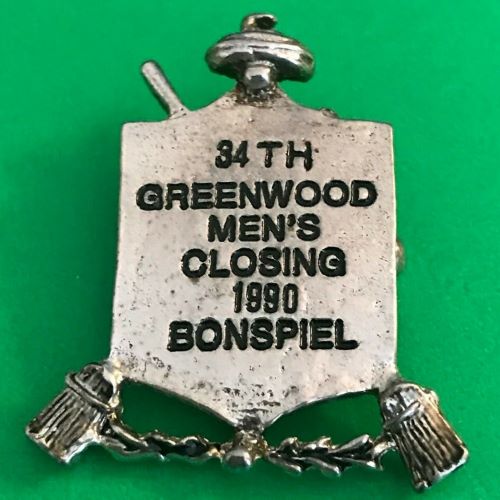 34TH
GREENWOOD
MEN'S
CLOSING
1990
BONSPIEL